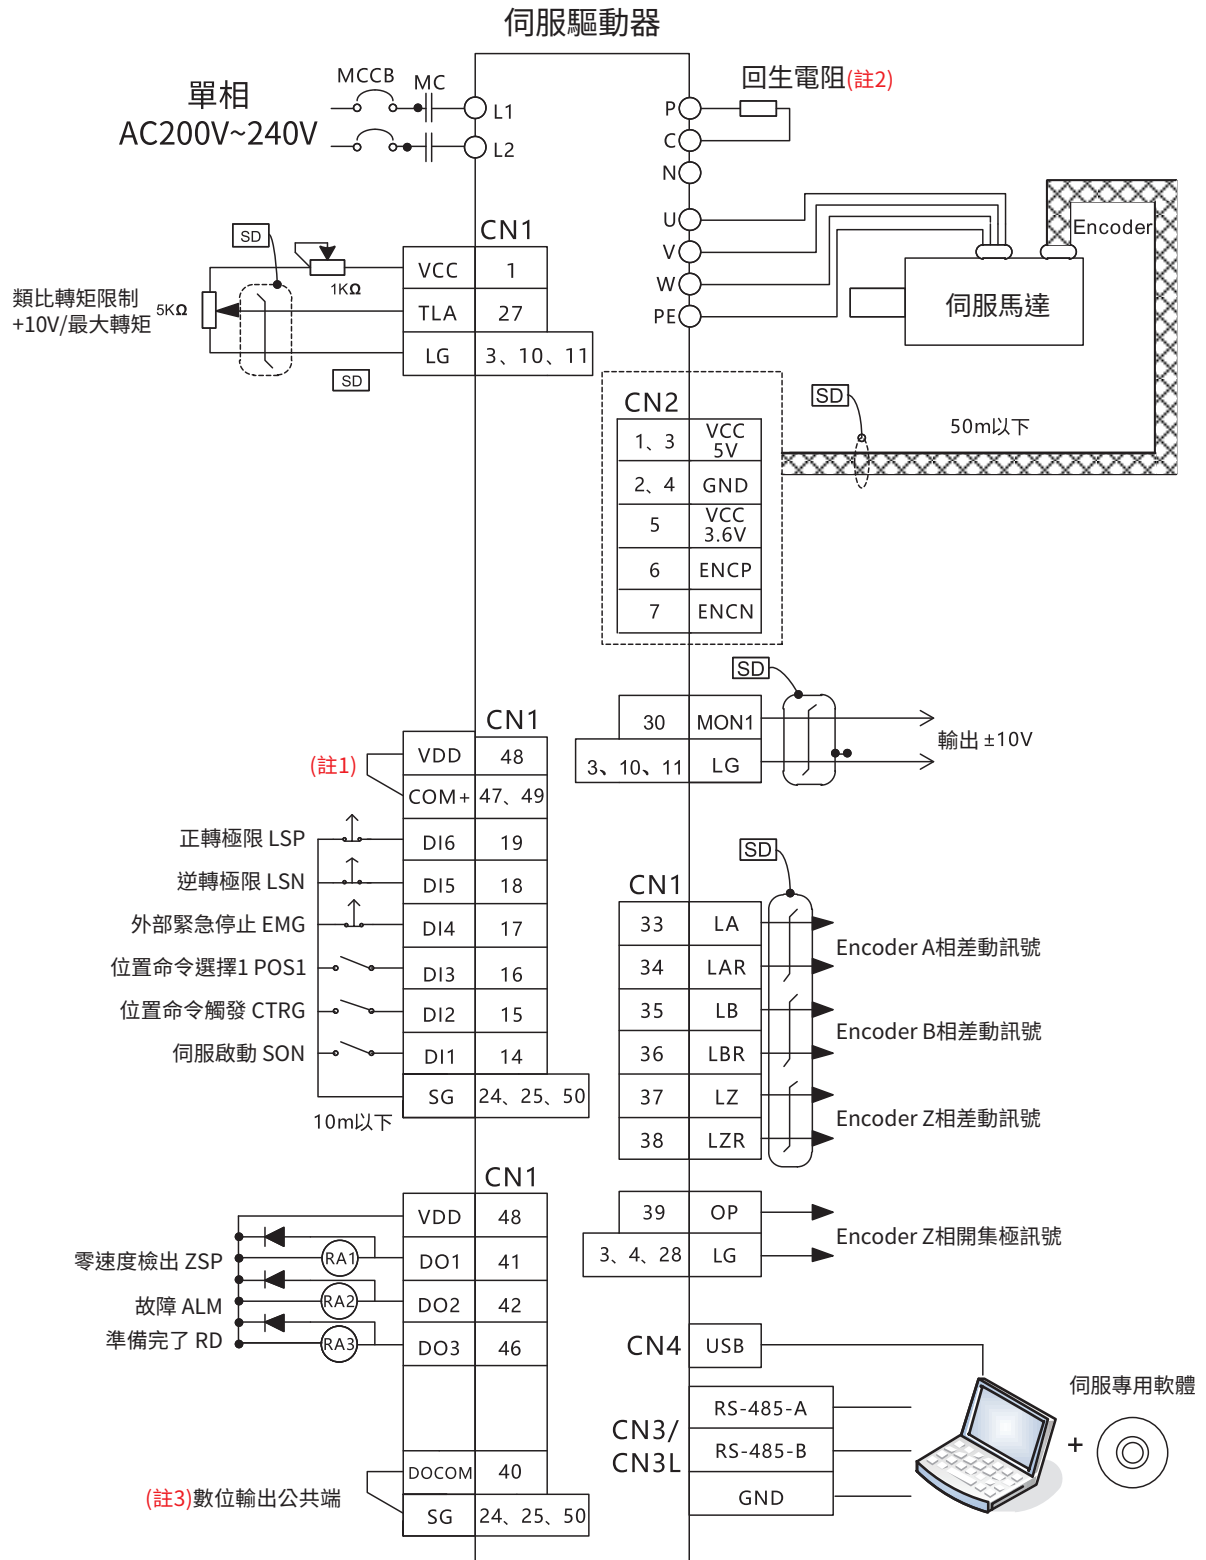 伺服驅動器
單相
AC200V~240V
MCCB
MC
L1
L2
回生電阻(註2)
P
C
N
U
V
W
PE
Encoder
伺服馬達
50m以下
SD
CN1
VCC 1
TLA 27
LG 3、10、11
SD
1KΩ
5KΩ
類比轉矩限制
+10V/最大轉矩
SD
CN2
1、3 VCC 5V
2、4 GND
5 VCC 3.6V
6 ENCP
7 ENCN
SD
30 MON1
3、10、11 LG
輸出 ±10V
CN1
(註1)
VDD 48
COM+ 47、49
正轉極限 LSP DI6 19
逆轉極限 LSN DI5 18
外部緊急停止 EMG DI4 17
位置命令選擇1 POS1 DI3 16
位置命令觸發 CTRG DI2 15
伺服啟動 SON DI1 14
SG 24、25、50
10m以下
SD
CN1
33 LA
34 LAR
Encoder A相差動訊號
35 LB
36 LBR
Encoder B相差動訊號
37 LZ
38 LZR
Encoder Z相差動訊號
39 OP
3、4、28 LG
Encoder Z相開集極訊號
CN1
VDD 48
零速度檢出 ZSP RA1 DO1 41
故障 ALM RA2 DO2 42
準備完了 RD RA3 DO3 46
DOCOM 40
(註3)數位輸出公共端
SG 24、25、50
CN4 USB
CN3/
CN3L
RS-485-A
RS-485-B
GND
伺服專用軟體
+